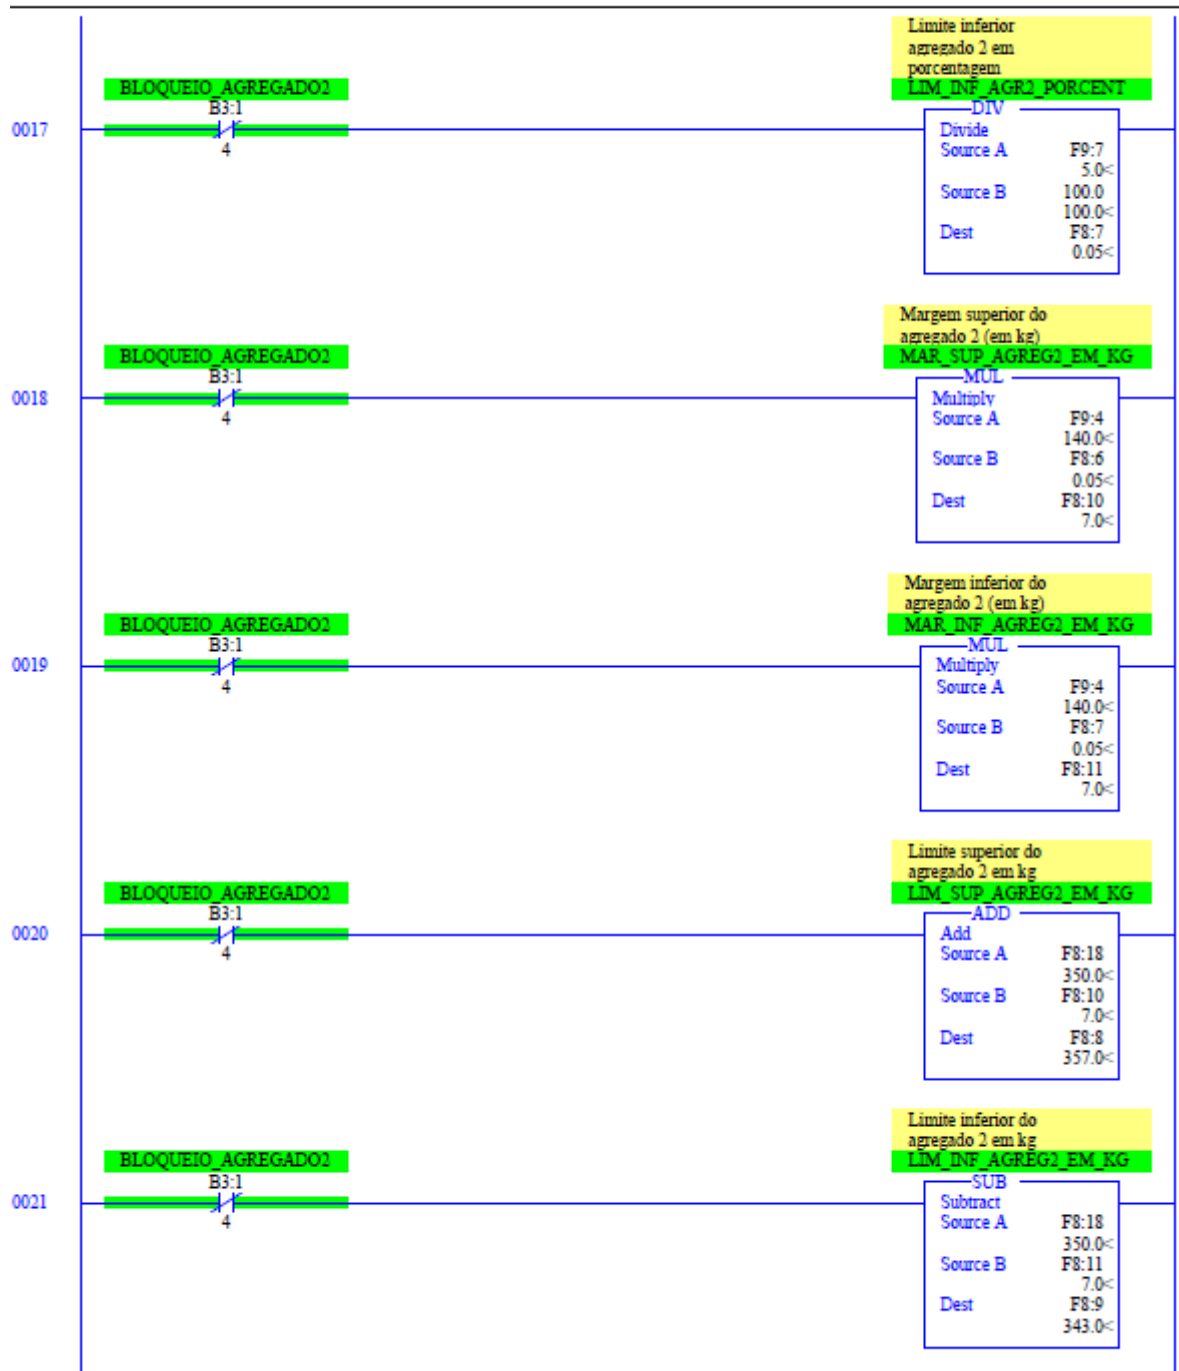 Limite inferior
agregado 2 em
porcentagem
BLOQUEIO_AGREGADO2
LIM_INF_AGR2_PORCENT
B3:1
DIV
0017
Divide
4
Source A F9:7
5.0<
Source B 100.0
100.0<
Dest F8:7
0.05<
Margem superior do
agregado 2 (em kg)
BLOQUEIO_AGREGADO2
MAR_SUP_AGREG2_EM_KG
B3:1
MUL
0018
Multiply
4
Source A F9:4
140.0<
Source B F8:6
0.05<
Dest F8:10
7.0<
Margem inferior do
agregado 2 (em kg)
BLOQUEIO_AGREGADO2
MAR_INF_AGREG2_EM_KG
B3:1
MUL
0019
Multiply
4
Source A F9:4
140.0<
Source B F8:7
0.05<
Dest F8:11
7.0<
Limite superior do
agregado 2 em kg
BLOQUEIO_AGREGADO2
LIM_SUP_AGREG2_EM_KG
B3:1
ADD
0020
Add
4
Source A F8:18
350.0<
Source B F8:10
7.0<
Dest F8:8
357.0<
Limite inferior do
agregado 2 em kg
BLOQUEIO_AGREGADO2
LIM_INF_AGREG2_EM_KG
B3:1
SUB
0021
Subtract
4
Source A F8:18
350.0<
Source B F8:11
7.0<
Dest F8:9
343.0<